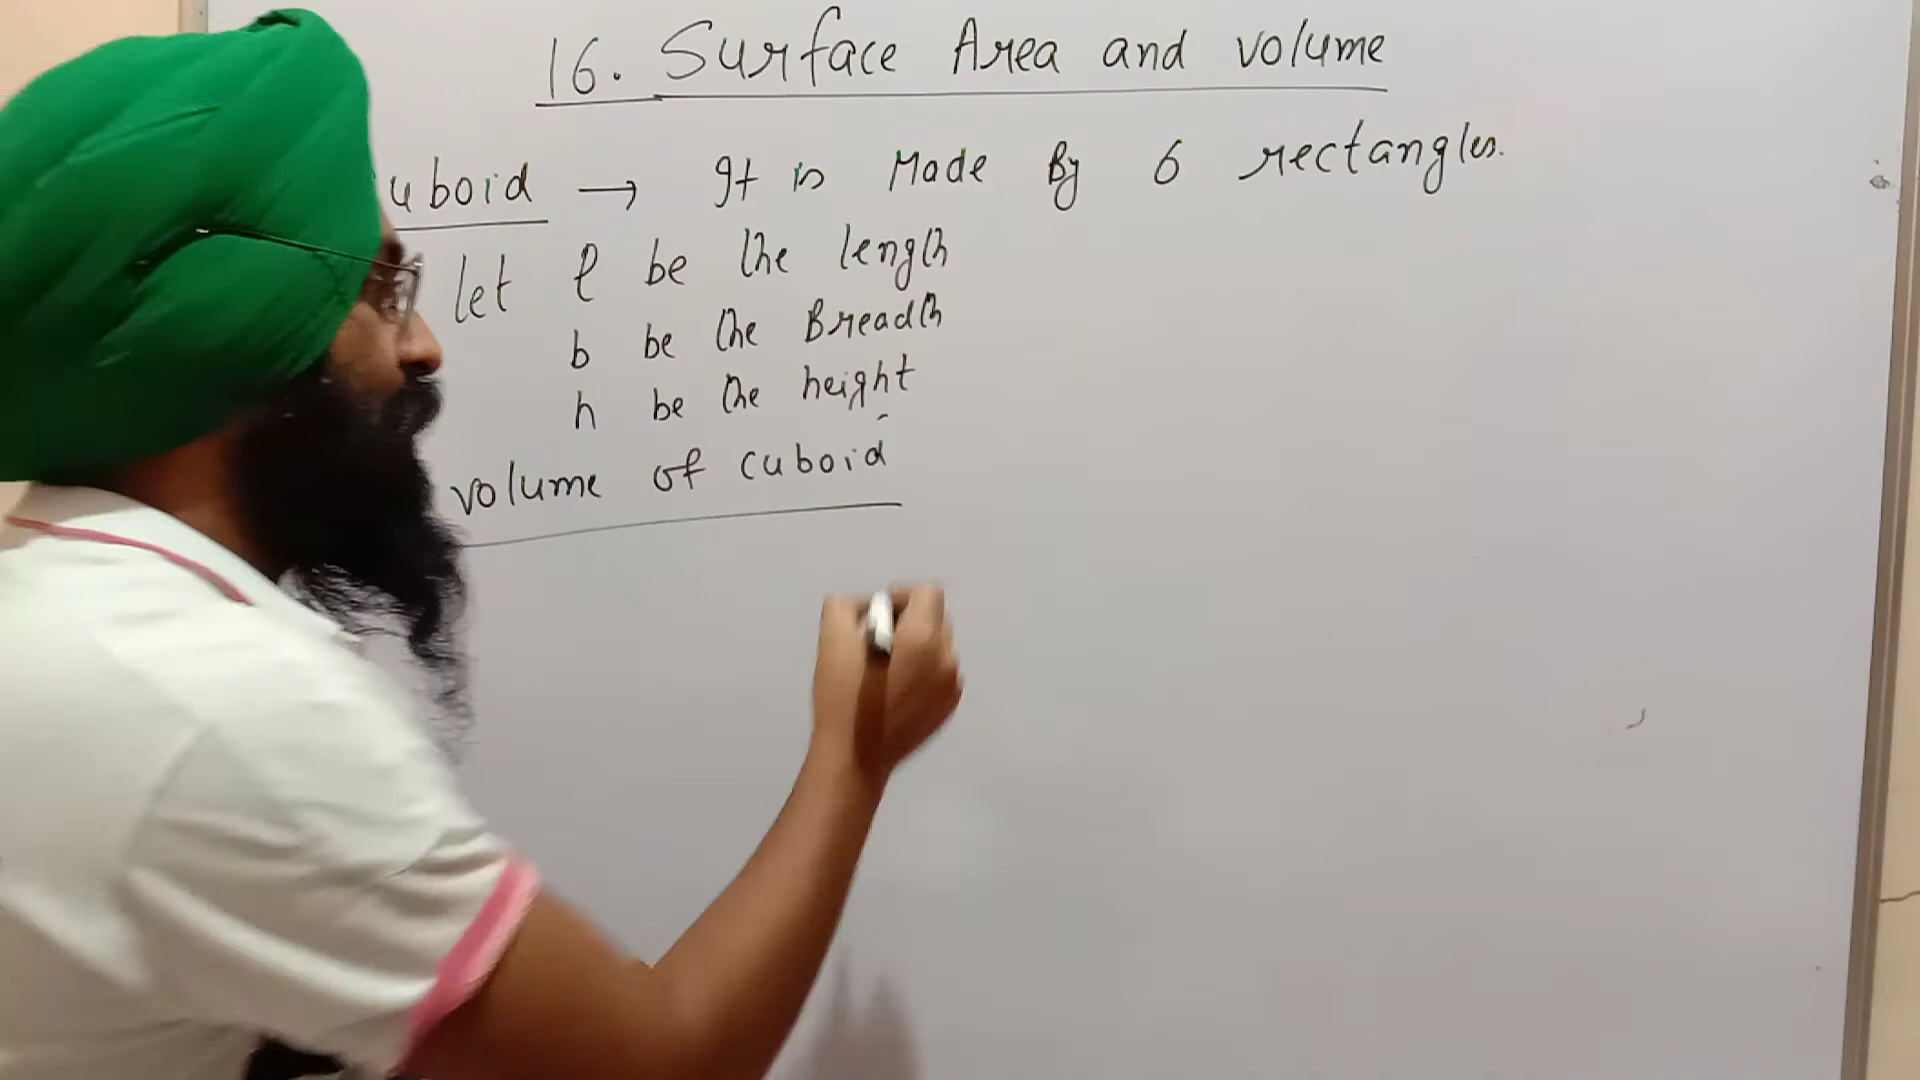 16. Surface Area and volume
uboid → It is Made By 6 rectangles.
let l be the length
b be the Breadth
h be the height
volume of cuboid